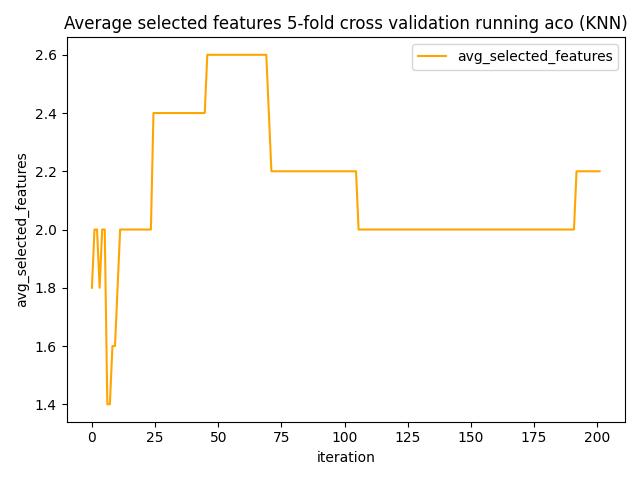 Average selected features 5-fold cross validation running aco (KNN)
avg_selected_features
2.6
2.4
2.2
2.0
1.8
1.6
1.4
avg_selected_features
0 25 50 75 100 125 150 175 200
iteration